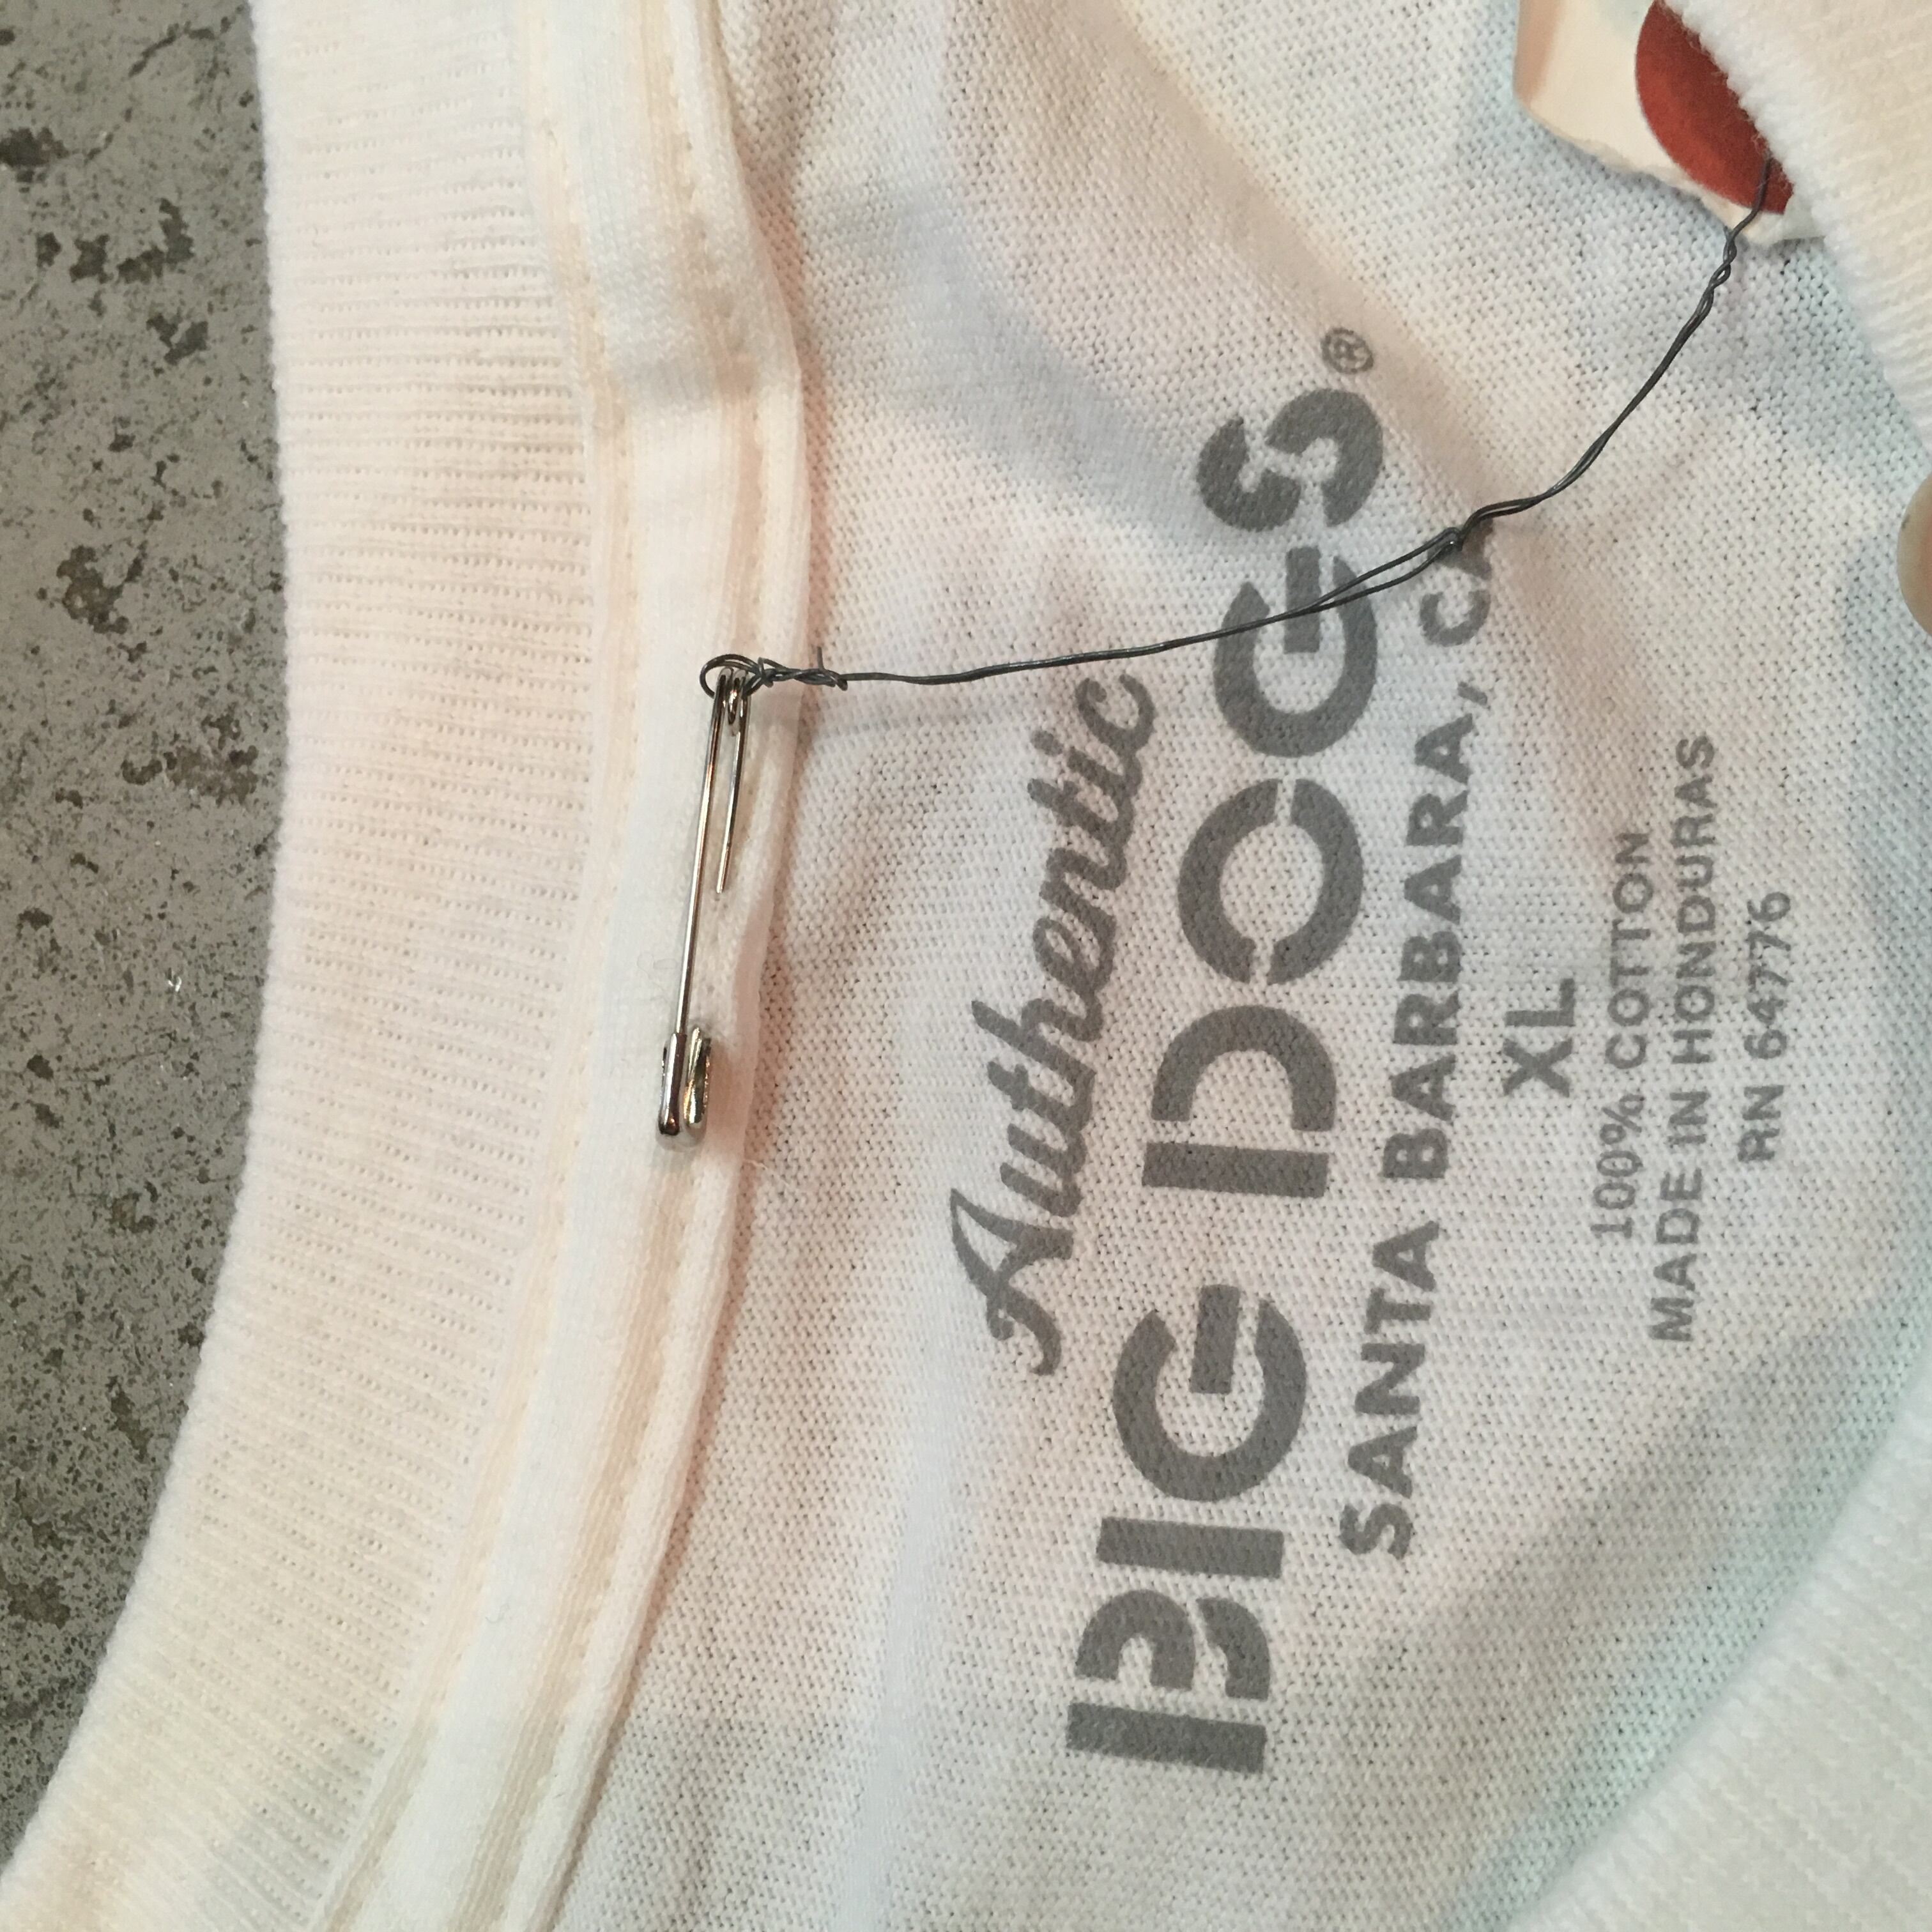 Authentic
BIG DOGS®
SANTA BARBARA, CA
XL
100% COTTON
MADE IN HONDURAS
RN 64776